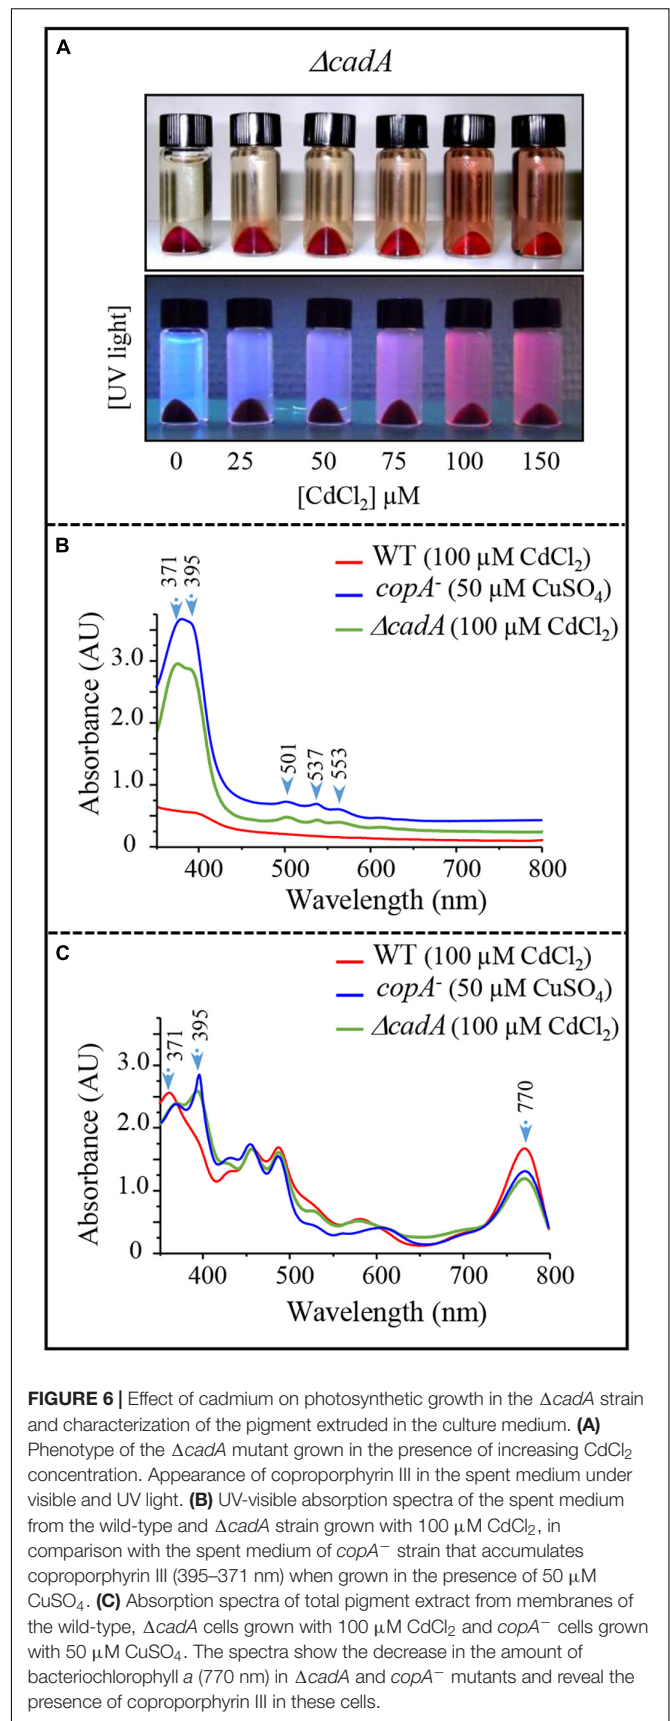 A
ΔcadA
[UV light]
0 25 50 75 100 150
[CdCl2] μM
B
371
395
WT (100 μM CdCl2)
copA- (50 μM CuSO4)
ΔcadA (100 μM CdCl2)
Absorbance (AU)
3.0
2.0
1.0
0
501
537
553
400 500 600 700 800
Wavelength (nm)
C
371
395
WT (100 μM CdCl2)
copA- (50 μM CuSO4)
ΔcadA (100 μM CdCl2)
Absorbance (AU)
3.0
2.0
1.0
0
770
400 500 600 700 800
Wavelength (nm)
FIGURE 6 | Effect of cadmium on photosynthetic growth in the ΔcadA strain
and characterization of the pigment extruded in the culture medium. (A)
Phenotype of the ΔcadA mutant grown in the presence of increasing CdCl2
concentration. Appearance of coproporphyrin III in the spent medium under
visible and UV light. (B) UV-visible absorption spectra of the spent medium
from the wild-type and ΔcadA strain grown with 100 μM CdCl2, in
comparison with the spent medium of copA− strain that accumulates
coproporphyrin III (395–371 nm) when grown in the presence of 50 μM
CuSO4. (C) Absorption spectra of total pigment extract from membranes of
the wild-type, ΔcadA cells grown with 100 μM CdCl2 and copA− cells grown
with 50 μM CuSO4. The spectra show the decrease in the amount of
bacteriochlorophyll a (770 nm) in ΔcadA and copA− mutants and reveal the
presence of coproporphyrin III in these cells.